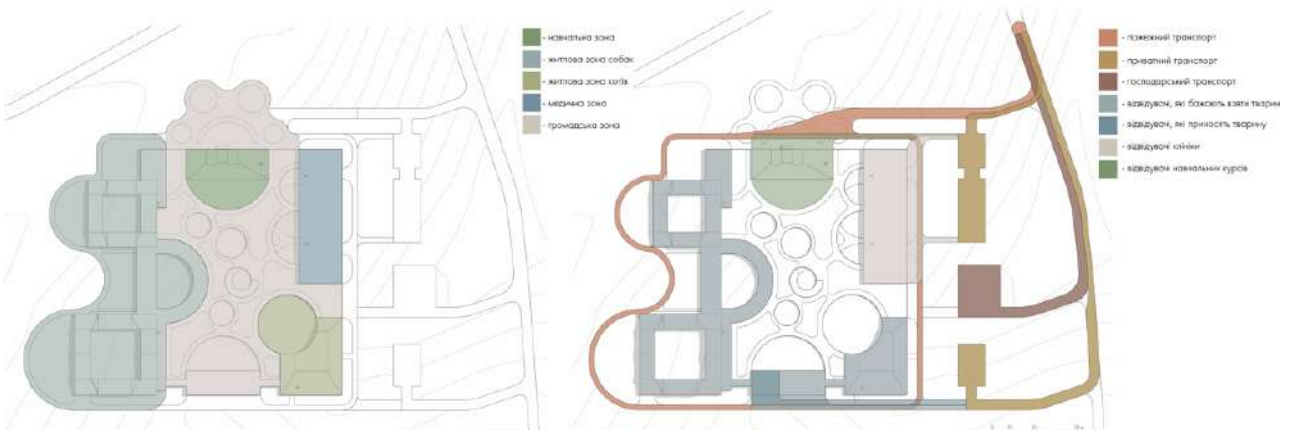 - навчальна зона
- житлова зона собак
- житлова зона котів
- медична зона
- громадська зона
- пожежний транспорт
- приватний транспорт
- господарський транспорт
- відвідувачі, які бажають взяти тварин
- відвідувачі, які приносять тварину
- відвідувачі клініки
- відвідувачі навчальних курсів